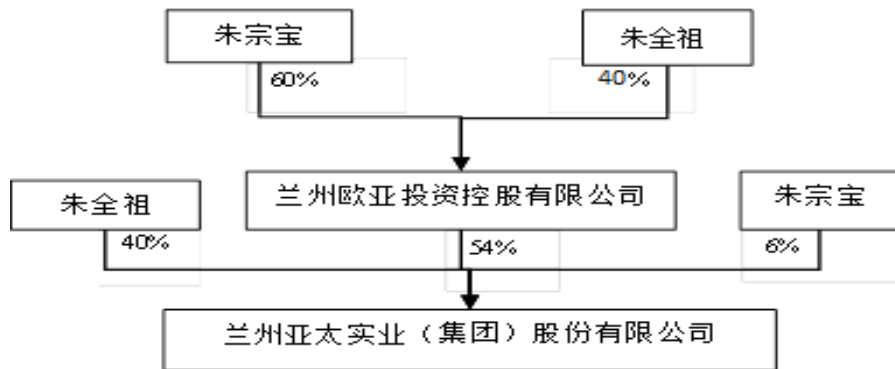 朱宗宝
朱全祖
60%
40%
兰州欧亚投资控股有限公司
朱全祖
朱宗宝
40%
54%
6%
兰州亚太实业（集团）股份有限公司